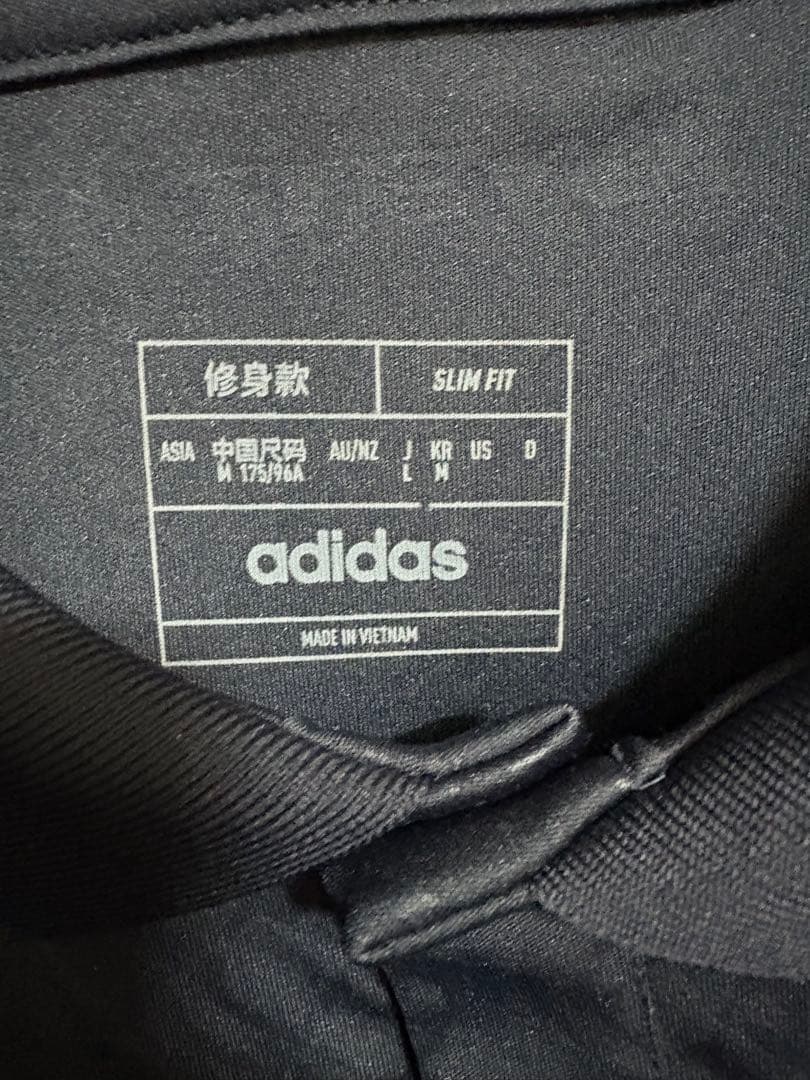 修身款 SLIM FIT
ASIA 中国尺码 AU/NZ J KR US D
M 175/96A L M
adidas
MADE IN VIETNAM